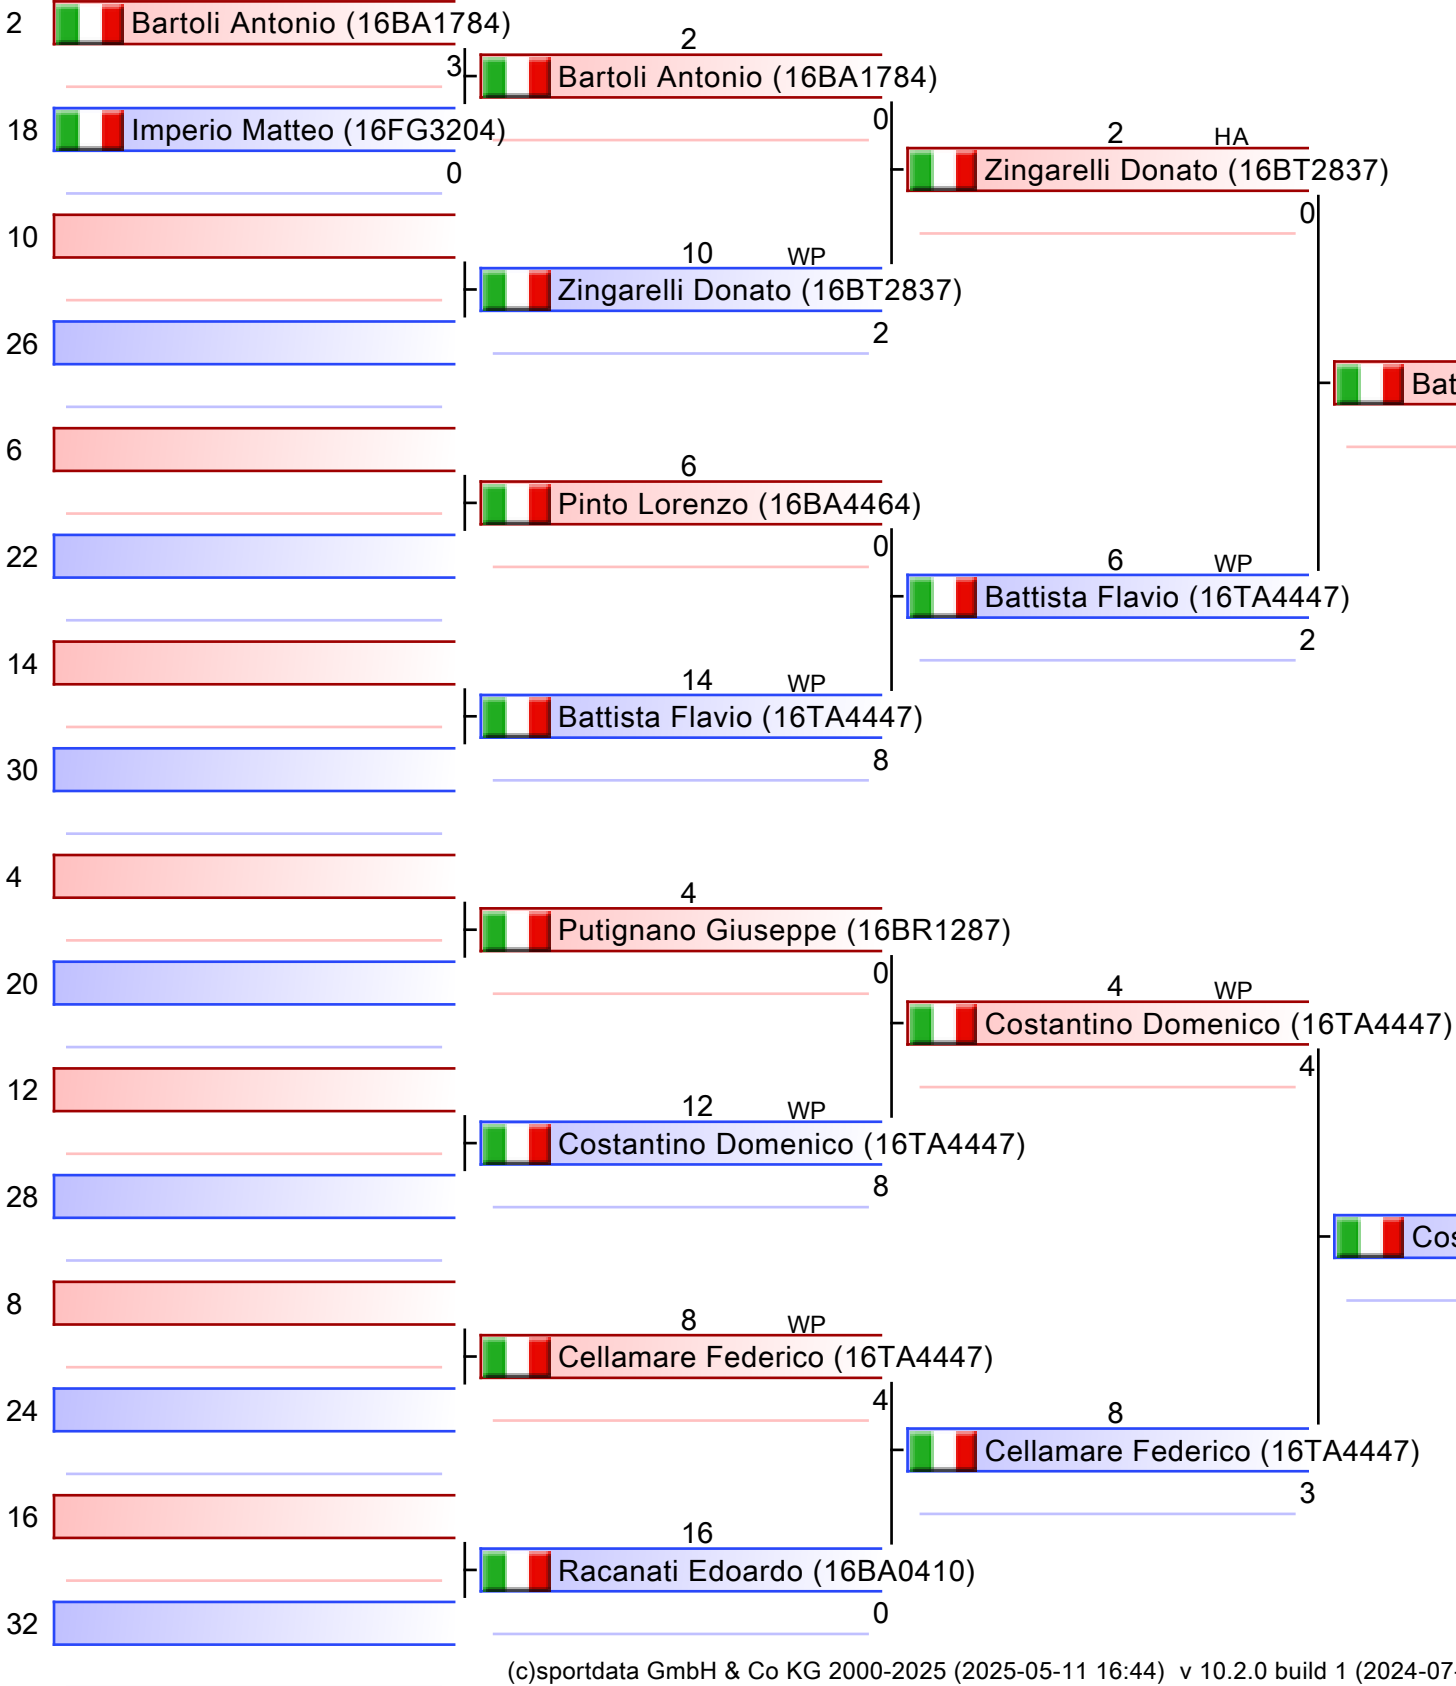 2 Bartoli Antonio (16BA1784)
2
3 Bartoli Antonio (16BA1784)
18 Imperio Matteo (16FG3204)
0
2 HA
0
Zingarelli Donato (16BT2837)
0
10
10 WP
Zingarelli Donato (16BT2837)
2
26
Bat
6
6
Pinto Lorenzo (16BA4464)
0
22
6 WP
Battista Flavio (16TA4447)
2
14
14 WP
Battista Flavio (16TA4447)
8
30
4
4
Putignano Giuseppe (16BR1287)
0
20
4 WP
Costantino Domenico (16TA4447)
4
12
12 WP
Costantino Domenico (16TA4447)
8
28
Cos
8
8 WP
Cellamare Federico (16TA4447)
4
24
8
Cellamare Federico (16TA4447)
3
16
16
Racanati Edoardo (16BA0410)
0
32
(c)sportdata GmbH & Co KG 2000-2025 (2025-05-11 16:44) v 10.2.0 build 1 (2024-07-